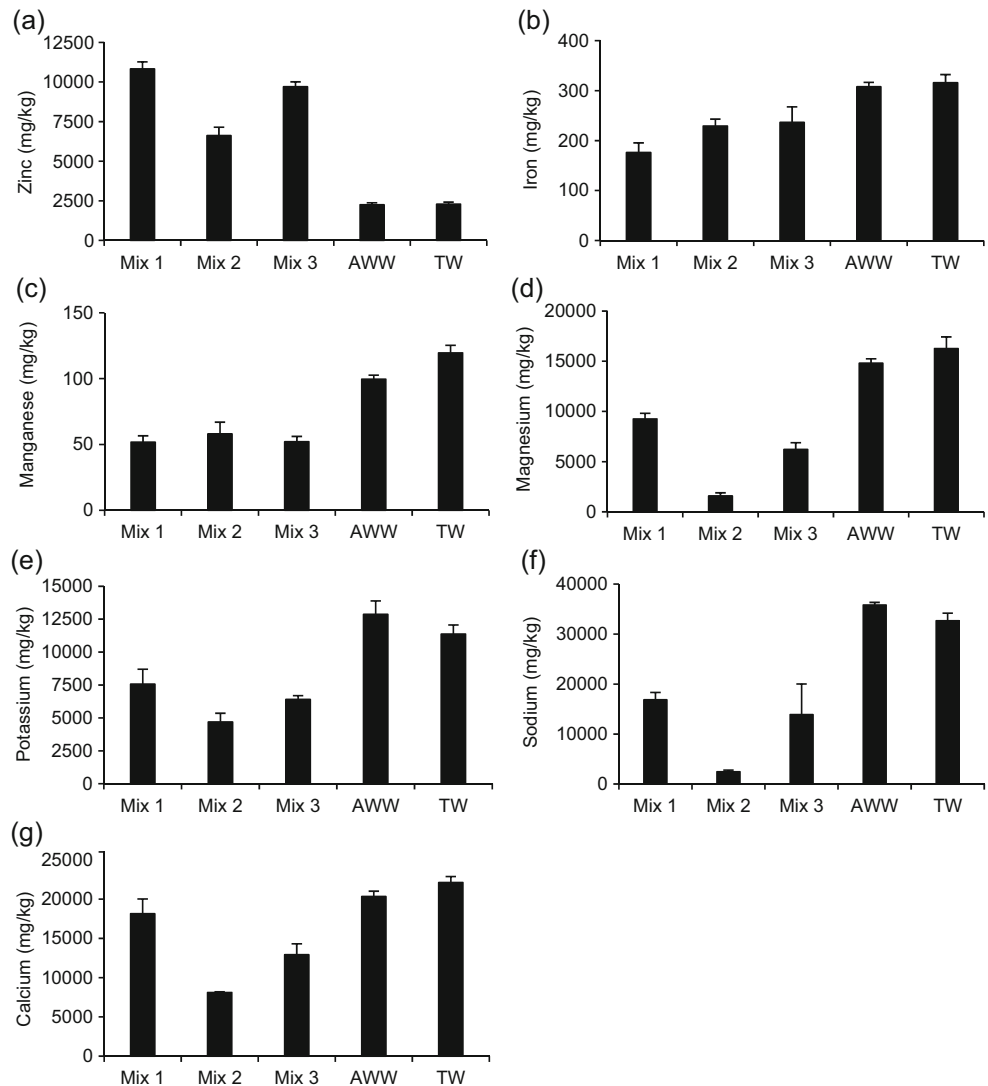 (a)
Zinc (mg/kg)
12500
10000
7500
5000
2500
0
Mix 1 Mix 2 Mix 3 AWW TW
(b)
Iron (mg/kg)
400
300
200
100
0
Mix 1 Mix 2 Mix 3 AWW TW
(c)
Manganese (mg/kg)
150
100
50
0
Mix 1 Mix 2 Mix 3 AWW TW
(d)
Magnesium (mg/kg)
20000
15000
10000
5000
0
Mix 1 Mix 2 Mix 3 AWW TW
(e)
Potassium (mg/kg)
15000
12500
10000
7500
5000
2500
0
Mix 1 Mix 2 Mix 3 AWW TW
(f)
Sodium (mg/kg)
40000
30000
20000
10000
0
Mix 1 Mix 2 Mix 3 AWW TW
(g)
Calcium (mg/kg)
25000
20000
15000
10000
5000
0
Mix 1 Mix 2 Mix 3 AWW TW